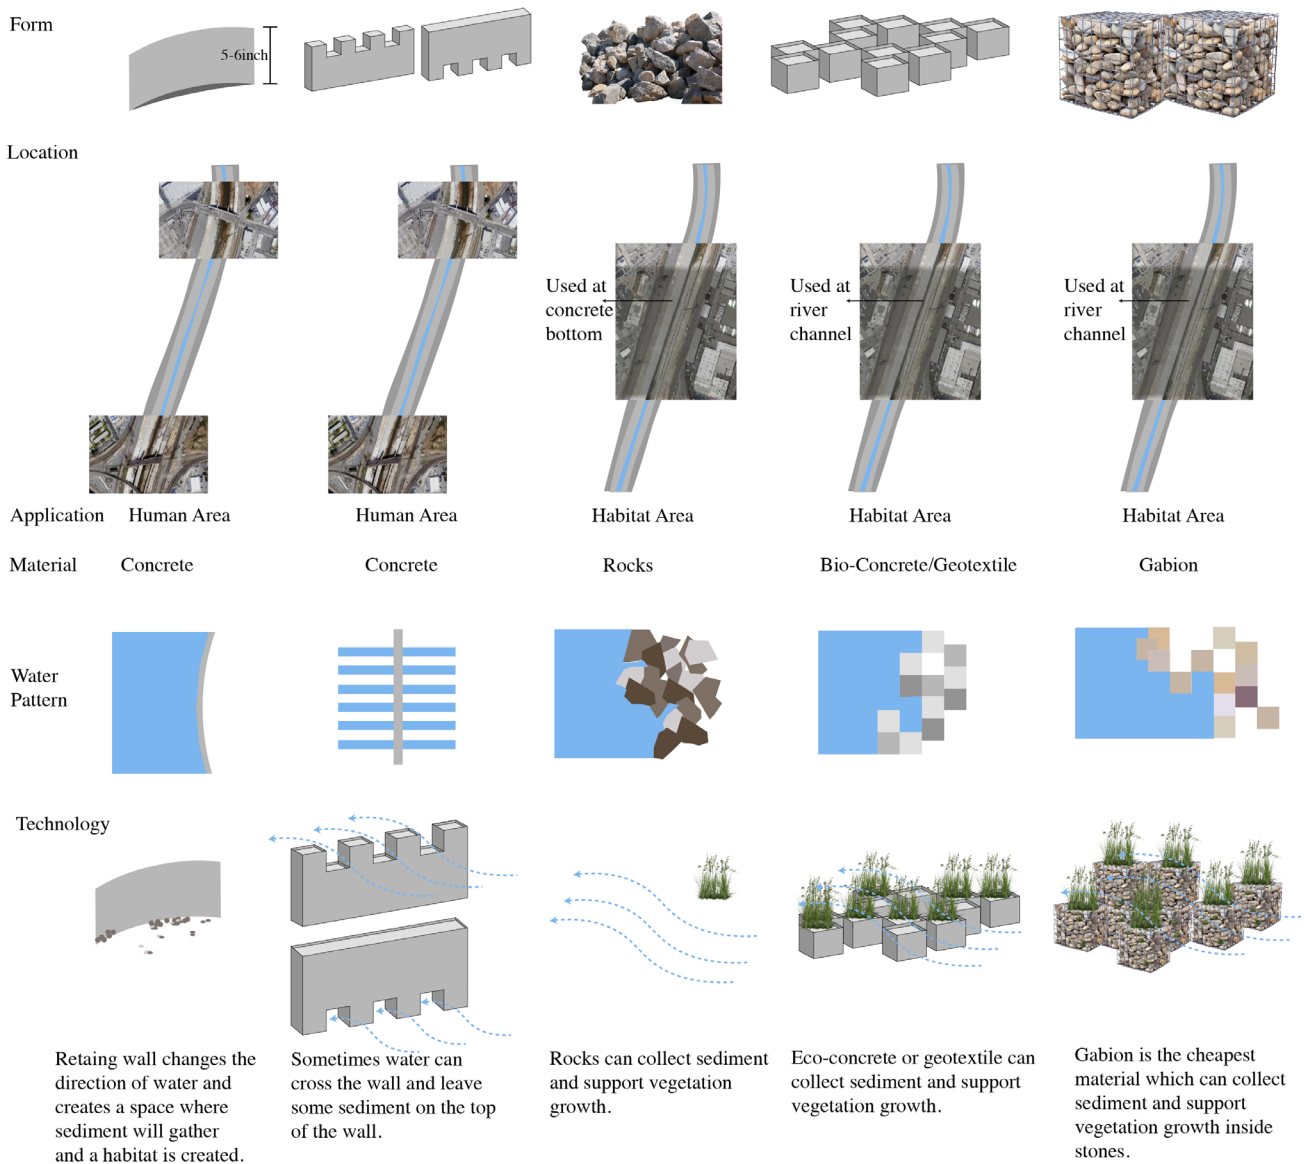 Form
5-6inch
Location
Used at
concrete
bottom
Used at
river
channel
Used at
river
channel
Application
Human Area
Human Area
Habitat Area
Habitat Area
Habitat Area
Material
Concrete
Concrete
Rocks
Bio-Concrete/Geotextile
Gabion
Water
Pattern
Technology
Retaing wall changes the
direction of water and
creates a space where
sediment will gather
and a habitat is created.
Sometimes water can
cross the wall and leave
some sediment on the top
of the wall.
Rocks can collect sediment
and support vegetation
growth.
Eco-concrete or geotextile can
collect sediment and support
vegetation growth.
Gabion is the cheapest
material which can collect
sediment and support
vegetation growth inside
stones.